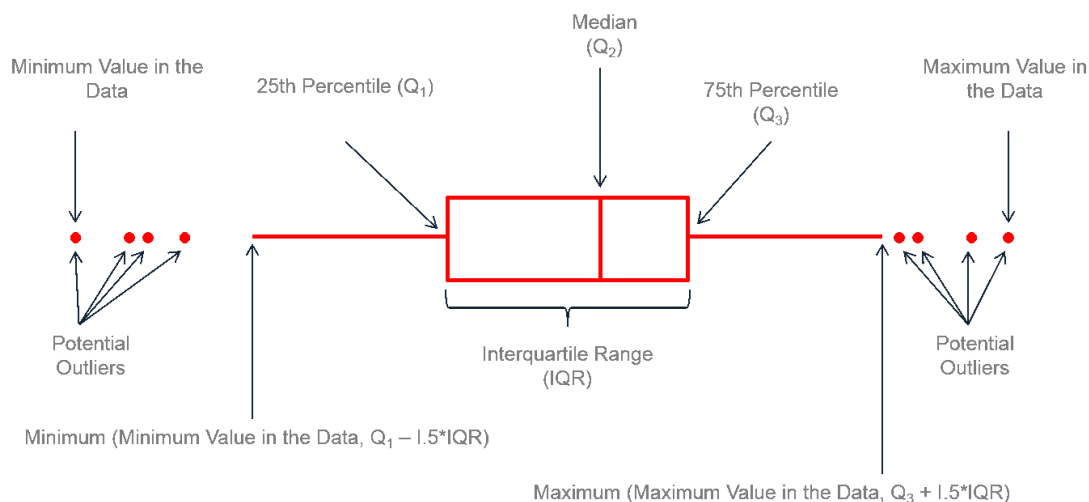 Median
(Q₂)
Minimum Value in the
Data
25th Percentile (Q₁)
75th Percentile
(Q₃)
Maximum Value in
the Data
Potential
Outliers
Interquartile Range
(IQR)
Potential
Outliers
Minimum (Minimum Value in the Data, Q₁ – I.5*IQR)
Maximum (Maximum Value in the Data, Q₃ + I.5*IQR)